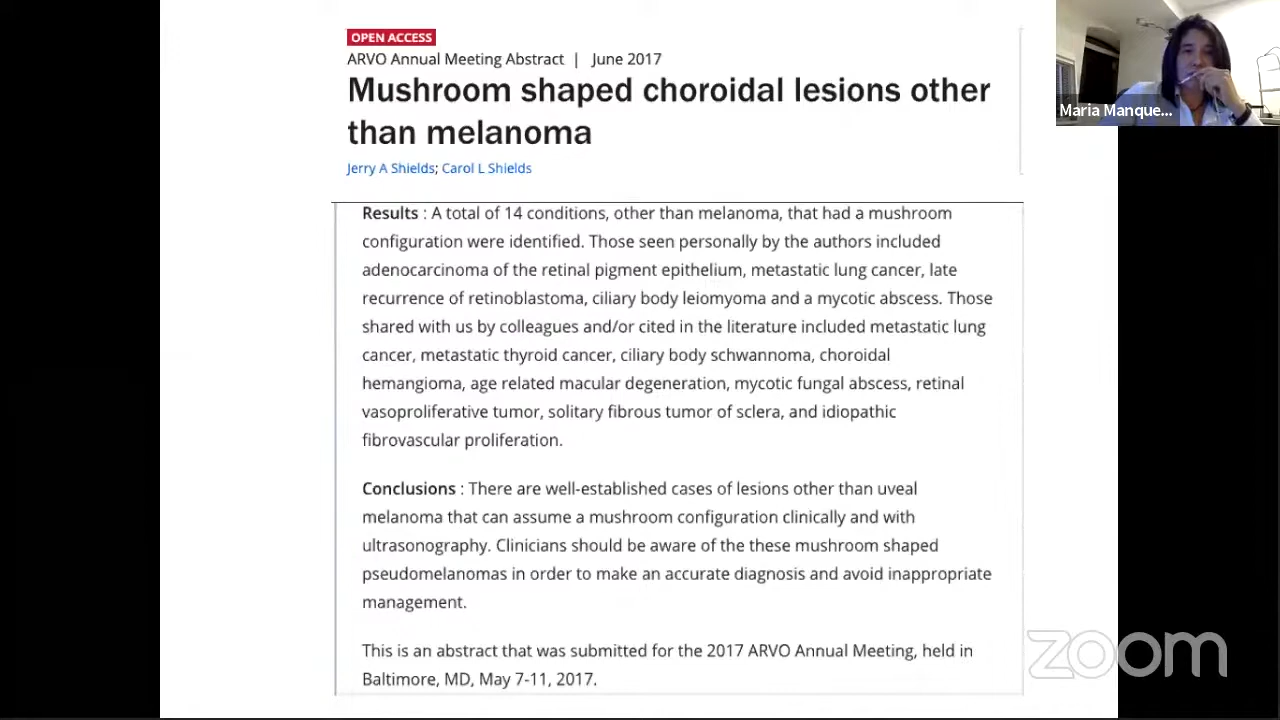 OPEN ACCESS
ARVO Annual Meeting Abstract | June 2017
Mushroom shaped choroidal lesions other
than melanoma
Jerry A Shields; Carol L Shields
Results : A total of 14 conditions, other than melanoma, that had a mushroom
configuration were identified. Those seen personally by the authors included
adenocarcinoma of the retinal pigment epithelium, metastatic lung cancer, late
recurrence of retinoblastoma, ciliary body leiomyoma and a mycotic abscess. Those
shared with us by colleagues and/or cited in the literature included metastatic lung
cancer, metastatic thyroid cancer, ciliary body schwannoma, choroidal
hemangioma, age related macular degeneration, mycotic fungal abscess, retinal
vasoproliferative tumor, solitary fibrous tumor of sclera, and idiopathic
fibrovascular proliferation.
Conclusions : There are well-established cases of lesions other than uveal
melanoma that can assume a mushroom configuration clinically and with
ultrasonography. Clinicians should be aware of the these mushroom shaped
pseudomelanomas in order to make an accurate diagnosis and avoid inappropriate
management.
This is an abstract that was submitted for the 2017 ARVO Annual Meeting, held in
Baltimore, MD, May 7-11, 2017.
Maria Manque...
zoom